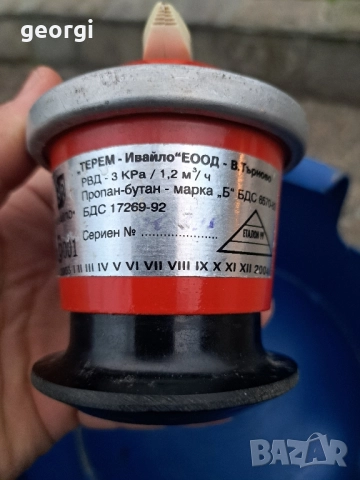 georgi
„ТЕРЕМ - Ивайло“ ЕООД - В.Търново
РВД - 3 КРа / 1,2 м³/ ч
Пропан-бутан - марка „Б“ БДС
БДС 17269-92
Сериен № ....................
ЕТАЛОН
I II III IV V VI VII VIII IX X XI XII
BAZAR